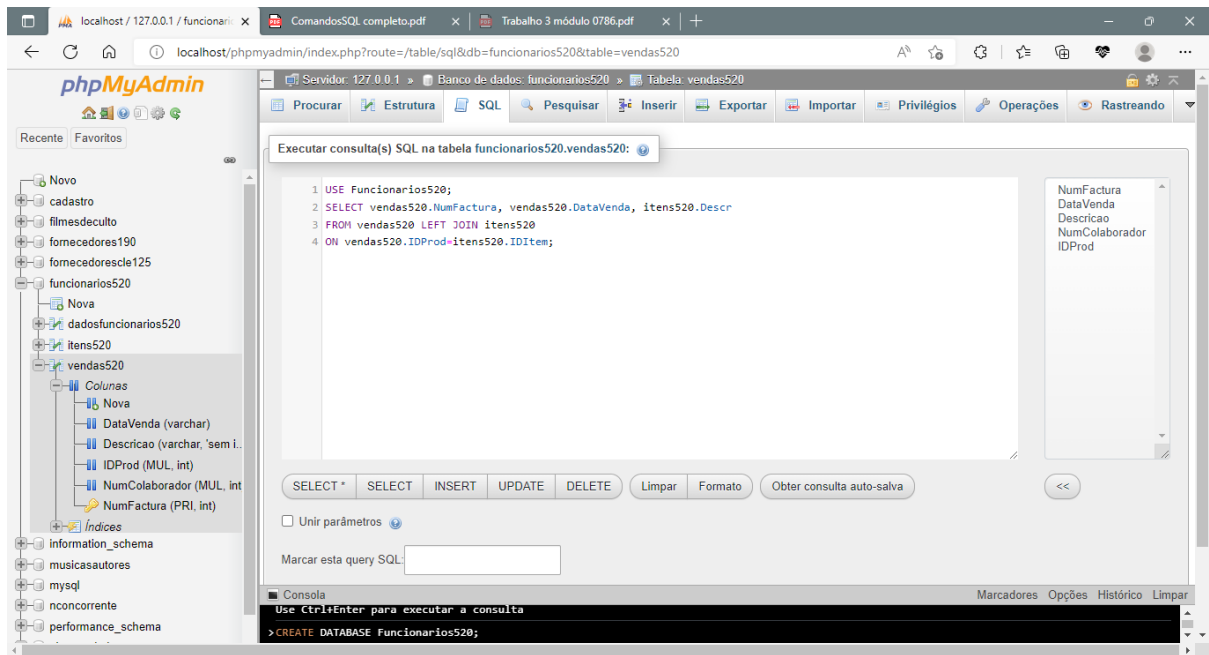 localhost / 127.0.0.1 / funcionario
ComandosSQL completo.pdf
Trabalho 3 módulo 0786.pdf
localhost/phpmyadmin/index.php?route=/table/sql&db=funcionarios520&table=vendas520
phpMyAdmin
Recente
Favoritos
Novo
cadastro
filmesdeculto
fornecedores190
fornecedorescle125
funcionarios520
Nova
dadosfuncionarios520
itens520
vendas520
Colunas
Nova
DataVenda (varchar)
Descricao (varchar, 'sem i..
IDProd (MUL, int)
NumColaborador (MUL, int
NumFactura (PRI, int)
Índices
information_schema
musicasautores
mysql
nconcorrente
performance_schema
Servidor: 127.0.0.1 » Banco de dados: funcionarios520 » Tabela: vendas520
Procurar Estrutura SQL Pesquisar Inserir Exportar Importar Privilégios Operações Rastreando
Executar consulta(s) SQL na tabela funcionarios520.vendas520:
1 USE Funcionarios520;
2 SELECT vendas520.NumFactura, vendas520.DataVenda, itens520.Descr
3 FROM vendas520 LEFT JOIN itens520
4 ON vendas520.IDProd=itens520.IDItem;
NumFactura
DataVenda
Descricao
NumColaborador
IDProd
SELECT * SELECT INSERT UPDATE DELETE Limpar Formato Obter consulta auto-salva <<
Unir parâmetros
Marcar esta query SQL:
Consola Marcadores Opções Histórico Limpar
Use Ctrl+Enter para executar a consulta
>CREATE DATABASE Funcionarios520;